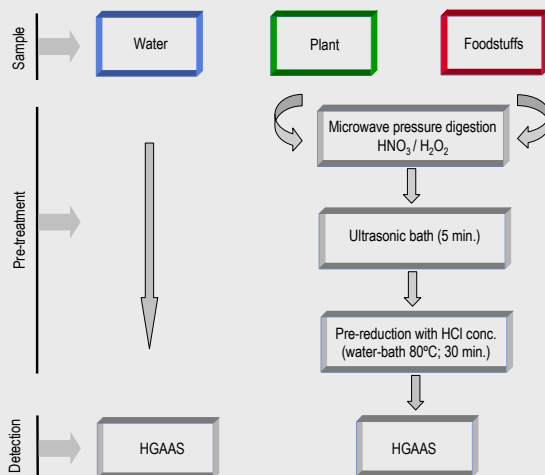 Sample
Water
Plant
Foodstuffs
Pre-treatment
Microwave pressure digestion
HNO₃ / H₂O₂
Ultrasonic bath (5 min.)
Pre-reduction with HCl conc.
(water-bath 80ºC; 30 min.)
Detection
HGAAS
HGAAS